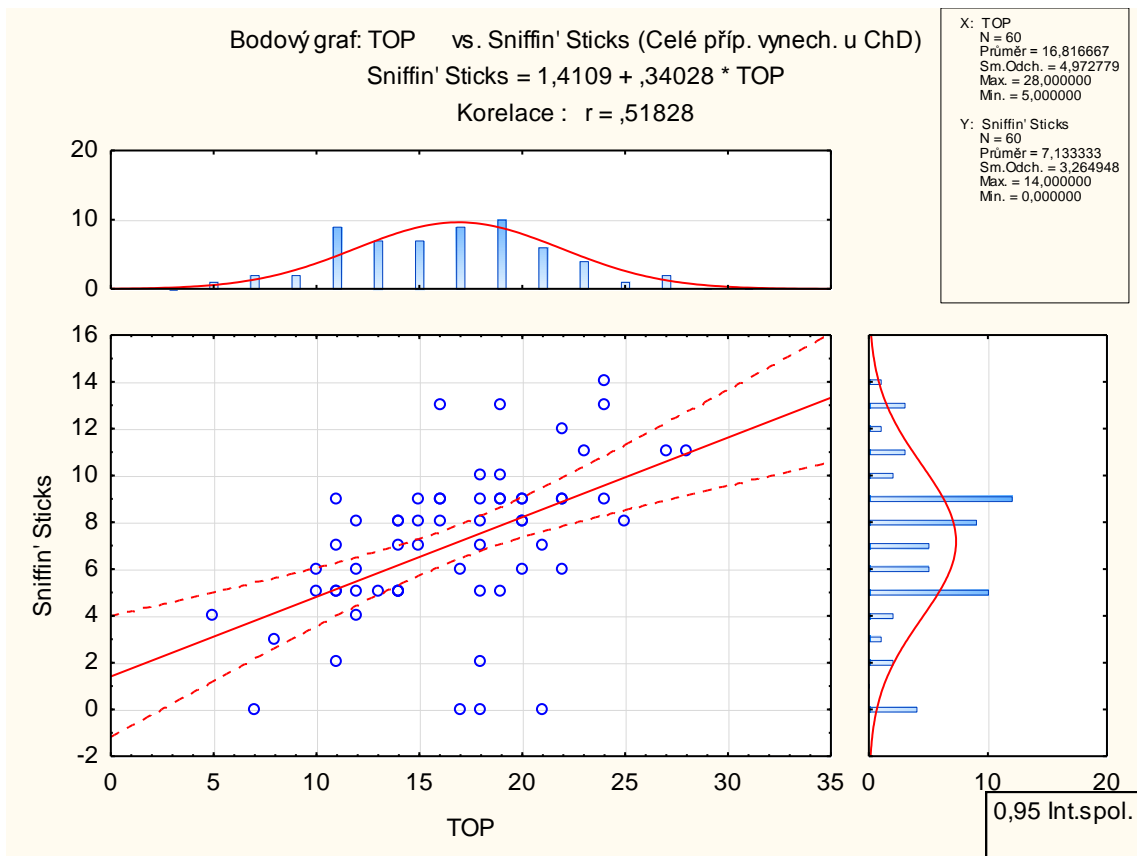 Bodový graf: TOP vs. Sniffin' Sticks (Celé příp. vynech. u ChD)
Sniffin' Sticks = 1,4109 + ,34028 * TOP
Korelace : r = ,51828
X: TOP
N = 60
Průměr = 16,816667
Sm.Odch. = 4,972779
Max. = 28,000000
Min. = 5,000000
Y: Sniffin' Sticks
N = 60
Průměr = 7,133333
Sm.Odch. = 3,264948
Max. = 14,000000
Min. = 0,000000
20
10
0
16
14
12
10
8
6
4
2
0
-2
Sniffin' Sticks
0 5 10 15 20 25 30 35
TOP
0 10 20
0,95 Int.spol.